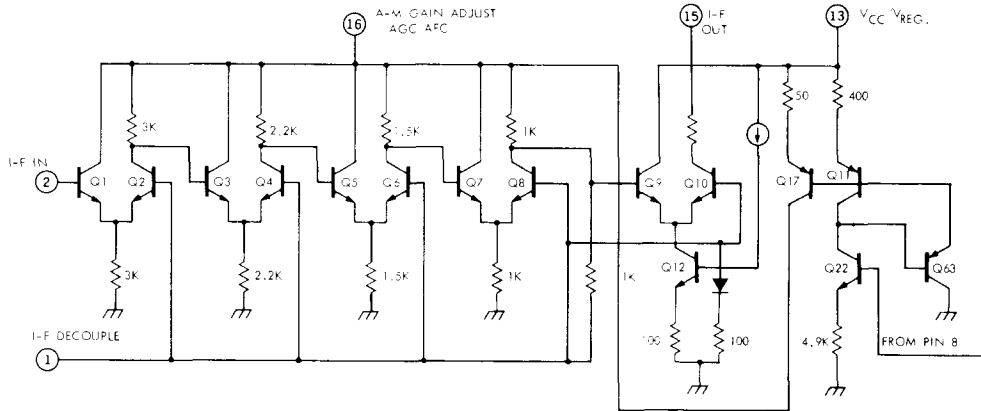 16
A-M GAIN ADJUST
AGC AFC
15
I-F
OUT
13
VCC VREG.
3K
2.2K
1.5K
1K
50
400
I-F IN
2
Q1
Q2
Q3
Q4
Q5
Q6
Q7
Q8
Q9
Q10
Q17
Q11
3K
2.2K
1.5K
1K
1K
Q12
Q22
Q63
I-F DECOUPLE
1
100
100
4.9K
FROM PIN 8